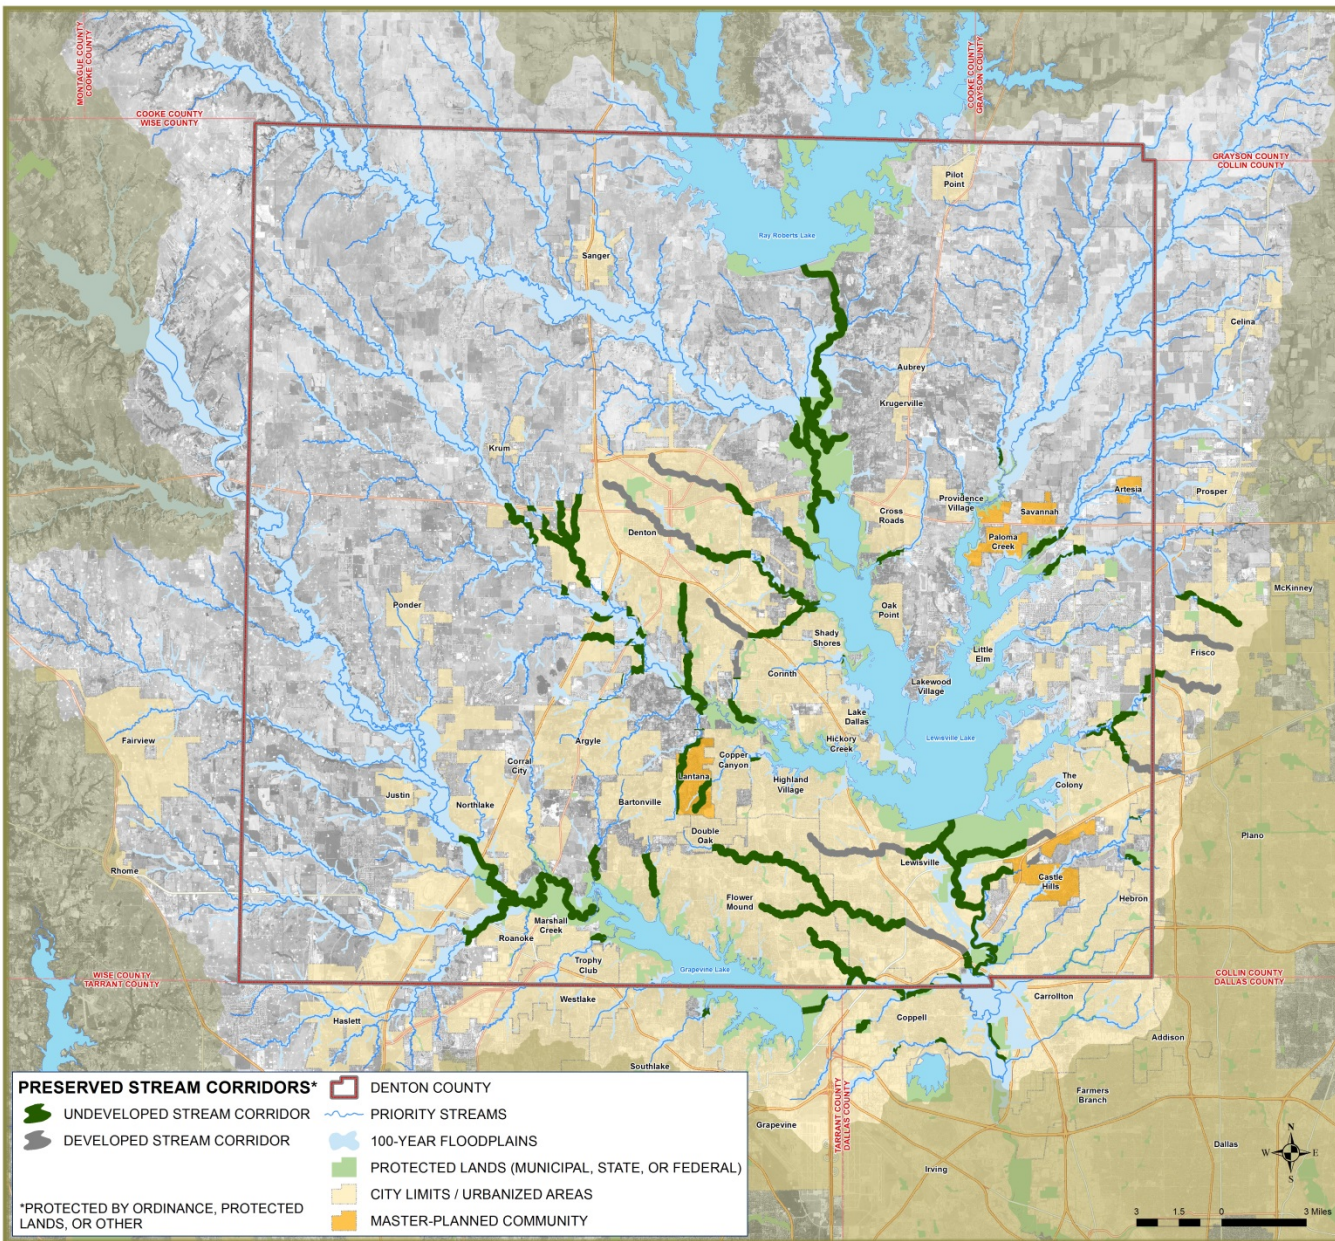 MONTAGUE COUNTY
COOKE COUNTY
COOKE COUNTY
GRAYSON COUNTY
COOKE COUNTY
WISE COUNTY
GRAYSON COUNTY
COLLIN COUNTY
Pilot
Point
Ray Roberts Lake
Sanger
Celina
Aubrey
Krugerville
Krum
Artesia
Prosper
Providence
Village
Savannah
Cross
Roads
Denton
Paloma
Creek
McKinney
Ponder
Oak
Point
Shady
Shores
Little
Elm
Frisco
Corinth
Lakewood
Village
Lake
Dallas
Fairview
Argyle
Hickory
Creek
Lewisville Lake
Corral
City
Copper
Canyon
Lantana
Highland
Village
The
Colony
Justin
Northlake
Bartonville
Double
Oak
Plano
Rhome
Lewisville
Castle
Hills
Flower
Mound
Hebron
Marshall
Creek
Roanoke
Trophy
Club
Grapevine Lake
WISE COUNTY
TARRANT COUNTY
COLLIN COUNTY
DALLAS COUNTY
Westlake
Carrollton
Haslett
Coppell
Addison
Southlake
Farmers
Branch
Grapevine
TARRANT COUNTY
DALLAS COUNTY
Dallas
Irving
PRESERVED STREAM CORRIDORS*
UNDEVELOPED STREAM CORRIDOR
DEVELOPED STREAM CORRIDOR
*PROTECTED BY ORDINANCE, PROTECTED
LANDS, OR OTHER
DENTON COUNTY
PRIORITY STREAMS
100-YEAR FLOODPLAINS
PROTECTED LANDS (MUNICIPAL, STATE, OR FEDERAL)
CITY LIMITS / URBANIZED AREAS
MASTER-PLANNED COMMUNITY
N
W E
S
3 1.5 0 3 Miles